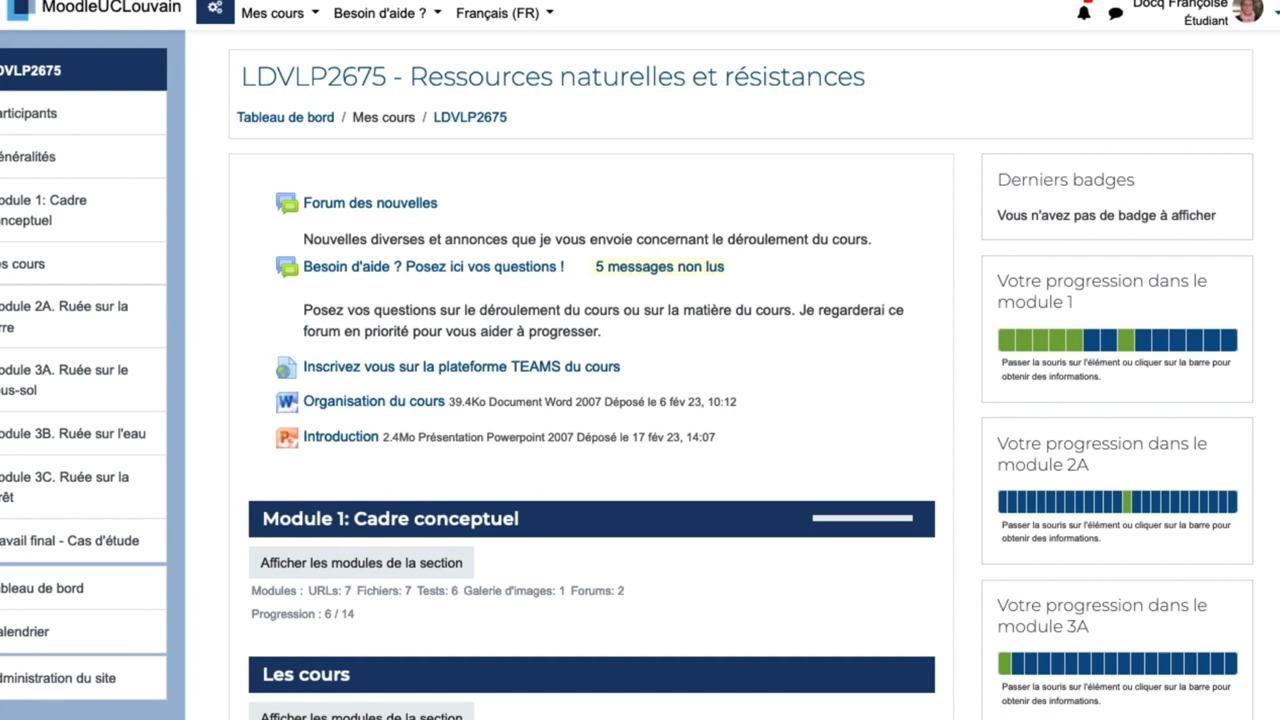 MoodleUCLouvain
Mes cours
Besoin d'aide ?
Français (FR)
Docq Françoise
Étudiant
DVLP2675
articipants
énéralités
odule 1: Cadre
nceptuel
s cours
odule 2A. Ruée sur la
rre
odule 3A. Ruée sur le
us-sol
odule 3B. Ruée sur l'eau
odule 3C. Ruée sur la
rêt
avail final - Cas d'étude
bleau de bord
alendrier
dministration du site
LDVLP2675 - Ressources naturelles et résistances
Tableau de bord / Mes cours / LDVLP2675
Forum des nouvelles
Nouvelles diverses et annonces que je vous envoie concernant le déroulement du cours.
Besoin d'aide ? Posez ici vos questions ! 5 messages non lus
Posez vos questions sur le déroulement du cours ou sur la matière du cours. Je regarderai ce
forum en priorité pour vous aider à progresser.
Inscrivez vous sur la plateforme TEAMS du cours
Organisation du cours 39.4Ko Document Word 2007 Déposé le 6 fév 23, 10:12
Introduction 2.4Mo Présentation Powerpoint 2007 Déposé le 17 fév 23, 14:07
Module 1: Cadre conceptuel
Afficher les modules de la section
Modules : URLs: 7 Fichiers: 7 Tests: 6 Galerie d'images: 1 Forums: 2
Progression : 6 / 14
Les cours
Afficher les modules de la section
Derniers badges
Vous n'avez pas de badge à afficher
Votre progression dans le
module 1
Passer la souris sur l'élément ou cliquer sur la barre pour
obtenir des informations.
Votre progression dans le
module 2A
Passer la souris sur l'élément ou cliquer sur la barre pour
obtenir des informations.
Votre progression dans le
module 3A
Passer la souris sur l'élément ou cliquer sur la barre pour
obtenir des informations.